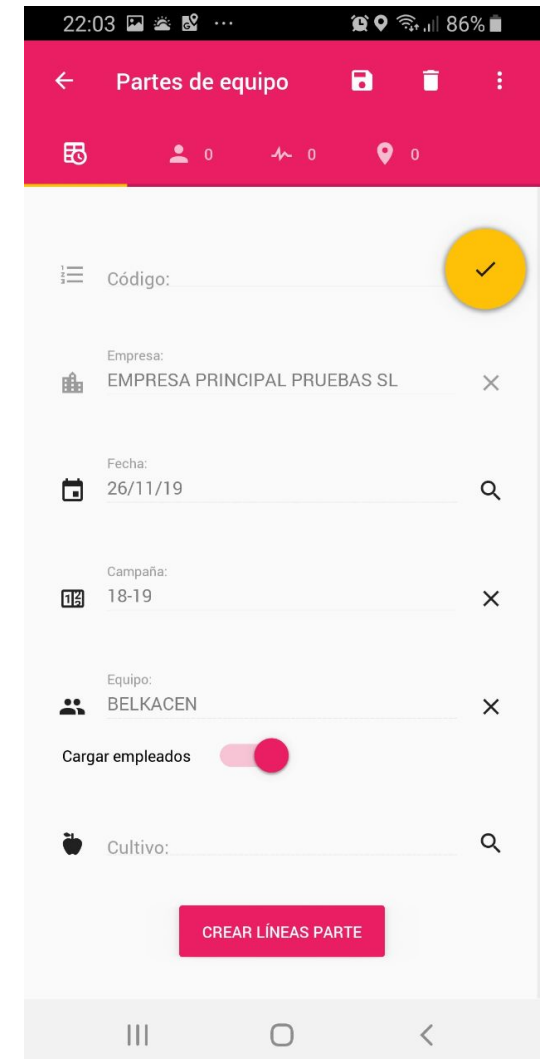 22:03 86%
Partes de equipo
0 0 0
Código:
Empresa:
EMPRESA PRINCIPAL PRUEBAS SL
Fecha:
26/11/19
Campaña:
18-19
Equipo:
BELKACEN
Cargar empleados
Cultivo:
CREAR LÍNEAS PARTE